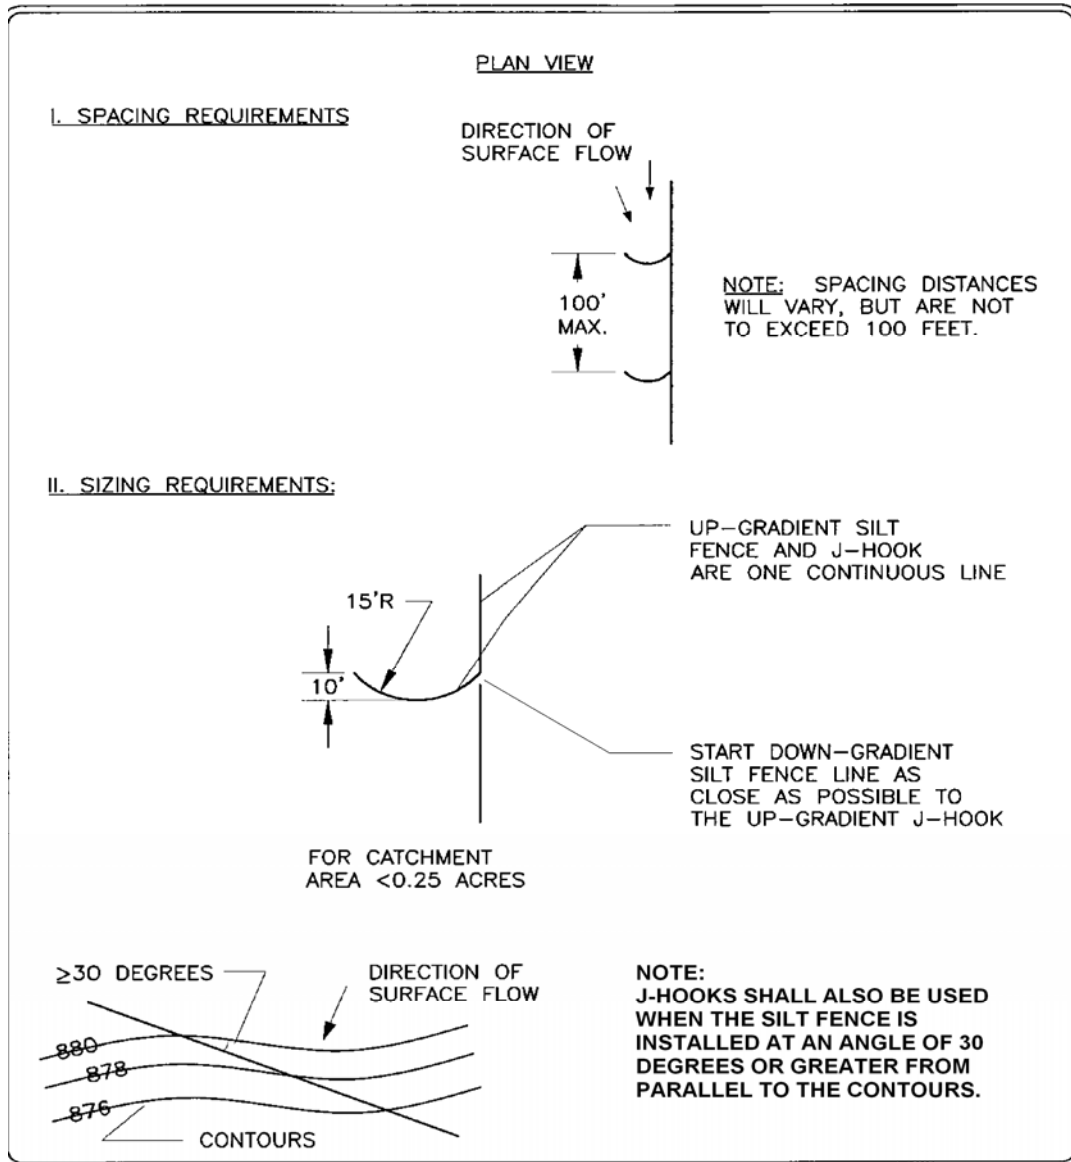 PLAN VIEW
I. SPACING REQUIREMENTS
DIRECTION OF
SURFACE FLOW
100'
MAX.
NOTE: SPACING DISTANCES
WILL VARY, BUT ARE NOT
TO EXCEED 100 FEET.
II. SIZING REQUIREMENTS:
UP-GRADIENT SILT
FENCE AND J-HOOK
ARE ONE CONTINUOUS LINE
15'R
10'
START DOWN-GRADIENT
SILT FENCE LINE AS
CLOSE AS POSSIBLE TO
THE UP-GRADIENT J-HOOK
FOR CATCHMENT
AREA <0.25 ACRES
≥30 DEGREES
DIRECTION OF
SURFACE FLOW
880
878
876
CONTOURS
NOTE:
J-HOOKS SHALL ALSO BE USED
WHEN THE SILT FENCE IS
INSTALLED AT AN ANGLE OF 30
DEGREES OR GREATER FROM
PARALLEL TO THE CONTOURS.